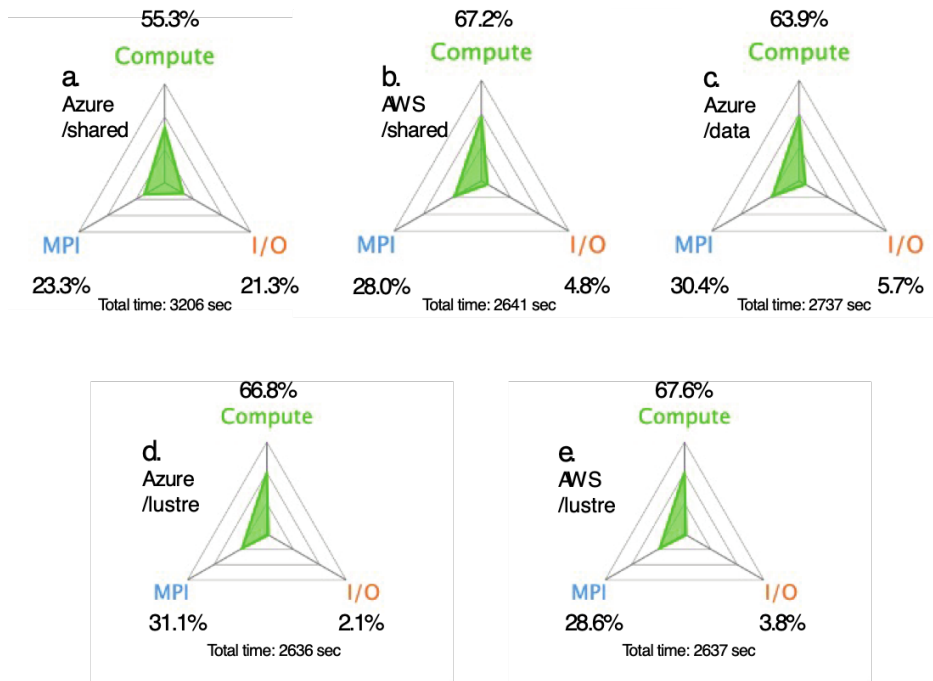 55.3%
Compute
a.
Azure
/shared
MPI
I/O
23.3%
21.3%
Total time: 3206 sec
67.2%
Compute
b.
AWS
/shared
MPI
I/O
28.0%
4.8%
Total time: 2641 sec
63.9%
Compute
c.
Azure
/data
MPI
I/O
30.4%
5.7%
Total time: 2737 sec
66.8%
Compute
d.
Azure
/lustre
MPI
I/O
31.1%
2.1%
Total time: 2636 sec
67.6%
Compute
e.
AWS
/lustre
MPI
I/O
28.6%
3.8%
Total time: 2637 sec